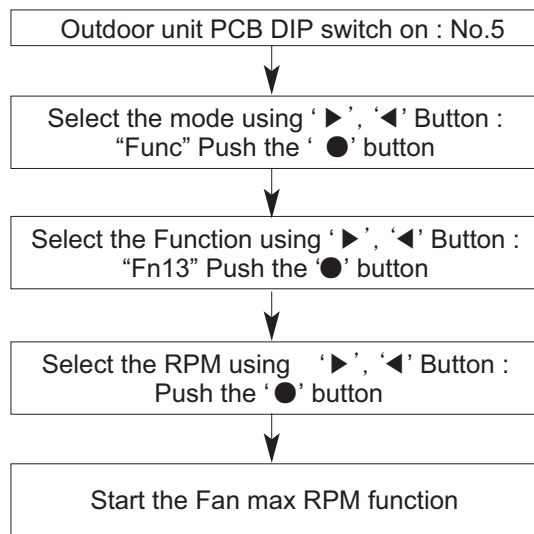 Outdoor unit PCB DIP switch on : No.5
Select the mode using ‘ ▶ ’, ‘◀ ’ Button :
“Func” Push the ‘ ● ’ button
Select the Function using ‘ ▶ ’, ‘◀ ’ Button :
“Fn13” Push the ‘● ’ button
Select the RPM using ‘ ▶ ’, ‘◀ ’ Button :
Push the ‘ ● ’ button
Start the Fan max RPM function